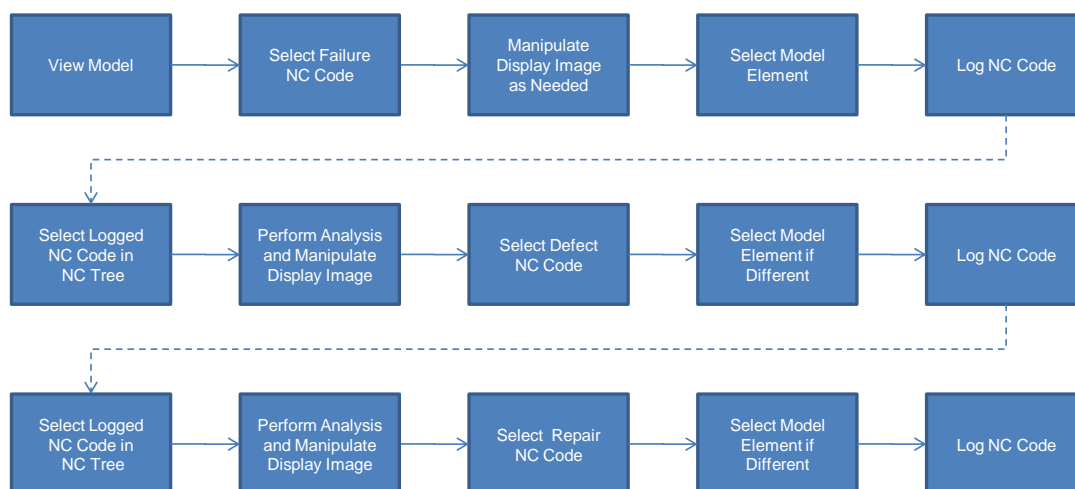 View Model
Select Failure
NC Code
Manipulate
Display Image
as Needed
Select Model
Element
Log NC Code
Select Logged
NC Code in
NC Tree
Perform Analysis
and Manipulate
Display Image
Select Defect
NC Code
Select Model
Element if
Different
Log NC Code
Select Logged
NC Code in
NC Tree
Perform Analysis
and Manipulate
Display Image
Select  Repair
NC Code
Select Model
Element if
Different
Log NC Code